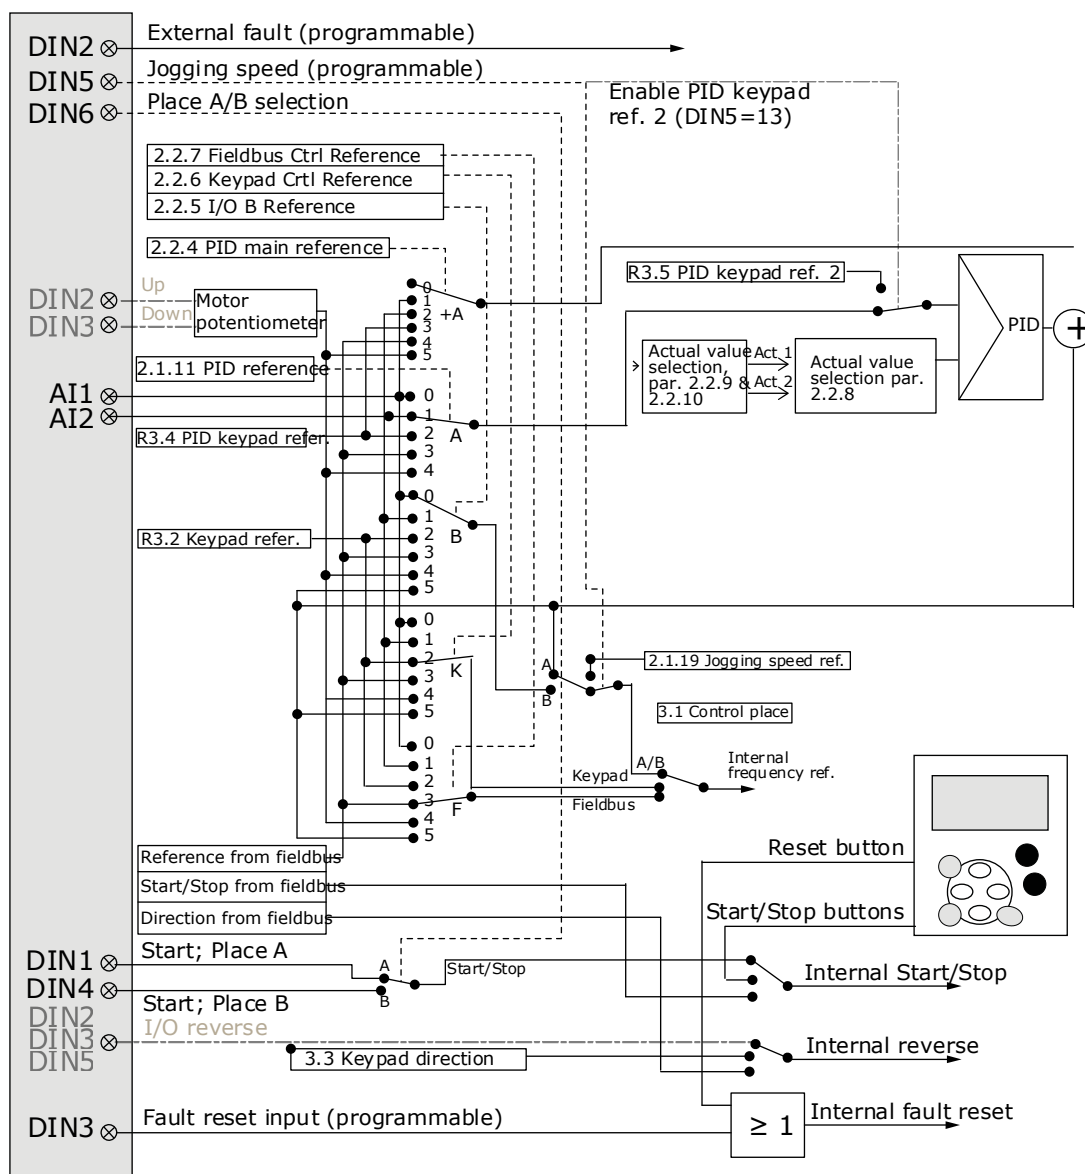 DIN2
External fault (programmable)
DIN5
Jogging speed (programmable)
DIN6
Place A/B selection
Enable PID keypad
ref. 2 (DIN5=13)
2.2.7 Fieldbus Ctrl Reference
2.2.6 Keypad Crtl Reference
2.2.5 I/O B Reference
2.2.4 PID main reference
R3.5 PID keypad ref. 2
DIN2
Up
DIN3
Down
Motor
potentiometer
0
1
2
3
4
5
+A
PID
+
Actual value
selection,
par. 2.2.9 &
2.2.10
Act 1
Act 2
Actual value
selection par.
2.2.8
2.1.11 PID reference
AI1
AI2
R3.4 PID keypad refer.
0
1
2
3
4
A
R3.2 Keypad refer.
0
1
2
3
4
5
B
0
1
2
3
4
5
K
A
B
2.1.19 Jogging speed ref.
3.1 Control place
0
1
2
3
4
5
F
A/B
Keypad
Fieldbus
Internal
frequency ref.
Reference from fieldbus
Start/Stop from fieldbus
Direction from fieldbus
Reset button
Start/Stop buttons
DIN1
Start; Place A
DIN4
Start; Place B
A
B
Start/Stop
Internal Start/Stop
DIN2
DIN3
DIN5
I/O reverse
3.3 Keypad direction
Internal reverse
DIN3
Fault reset input (programmable)
≥ 1
Internal fault reset